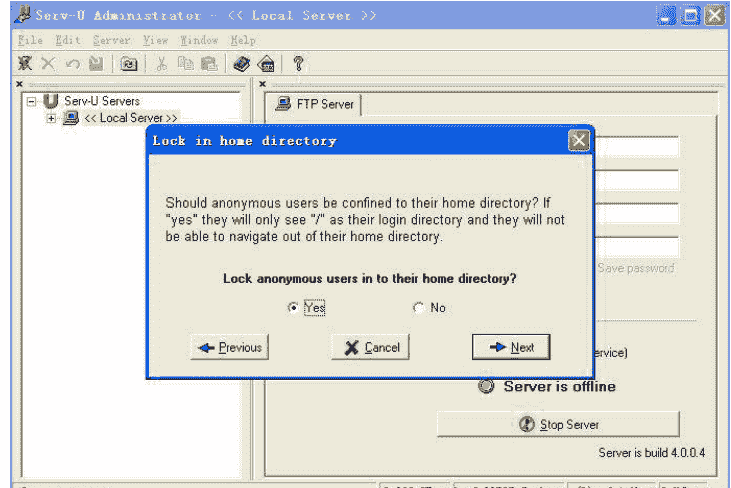 Serv-U Administrator - << Local Server >>
File Edit Server View Window Help
Serv-U Servers
<< Local Server >>
FTP Server
Lock in home directory
Should anonymous users be confined to their home directory? If
"yes" they will only see "/" as their login directory and they will not
be able to navigate out of their home directory.
Lock anonymous users in to their home directory?
Yes No
Previous Cancel Next
Save password
ervice)
Server is offline
Stop Server
Server is build 4.0.0.4